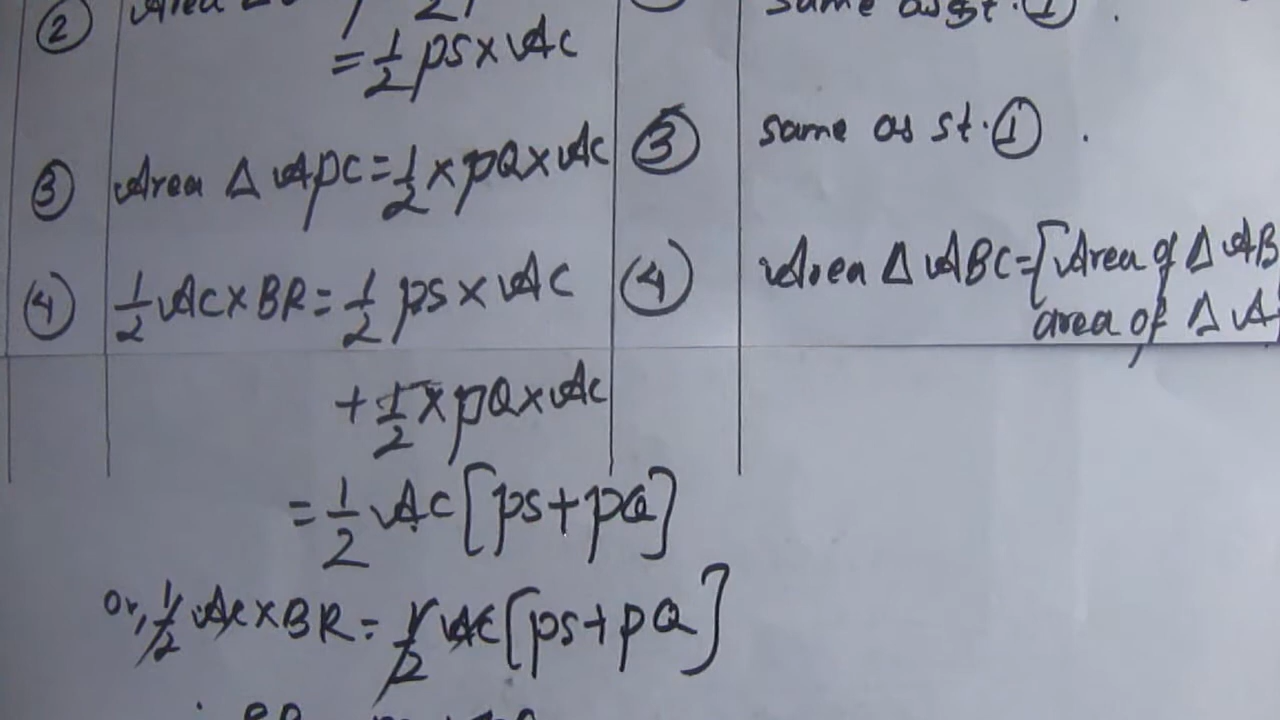 ② Area
= 1/2 ps × AC
same as st. ① .
③ Area Δ APC = 1/2 × pQ × AC
③ same as st. ① .
④ 1/2 AC × BR = 1/2 ps × AC
+ 1/2 × pQ × AC
④ Area Δ ABC = [Area of Δ AB
area of Δ A
= 1/2 AC [ps + pQ]
or, 1/2 AC × BR = 1/2 AC [ps + pQ]